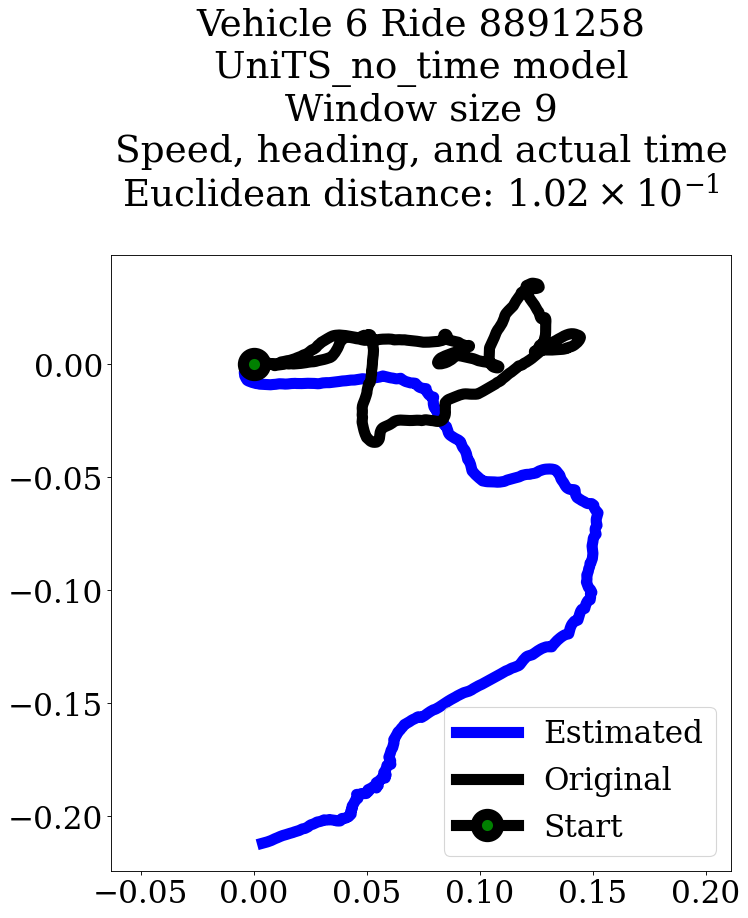 Vehicle 6 Ride 8891258
UniTS_no_time model
Window size 9
Speed, heading, and actual time
Euclidean distance: 1.02 × 10⁻¹
0.00
−0.05
−0.10
−0.15
−0.20
Estimated
Original
Start
−0.05 0.00 0.05 0.10 0.15 0.20